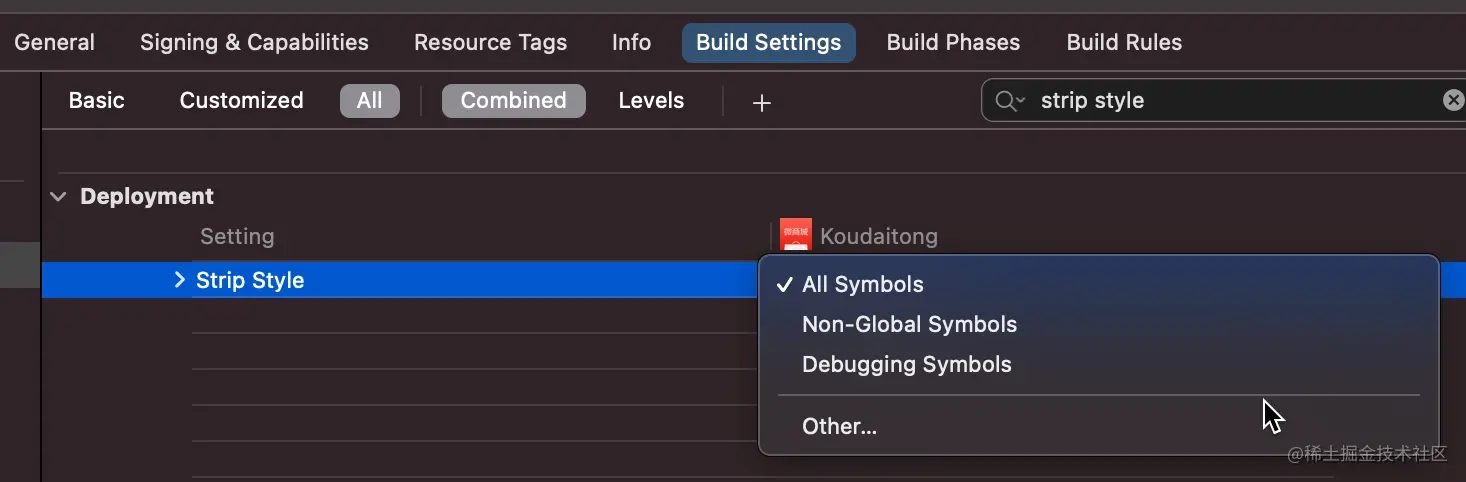 General Signing & Capabilities Resource Tags Info Build Settings Build Phases Build Rules
Basic Customized All Combined Levels + strip style
Deployment
Setting 微商城 Koudaitong
Strip Style
✓ All Symbols
Non-Global Symbols
Debugging Symbols
Other...
@稀土掘金技术社区